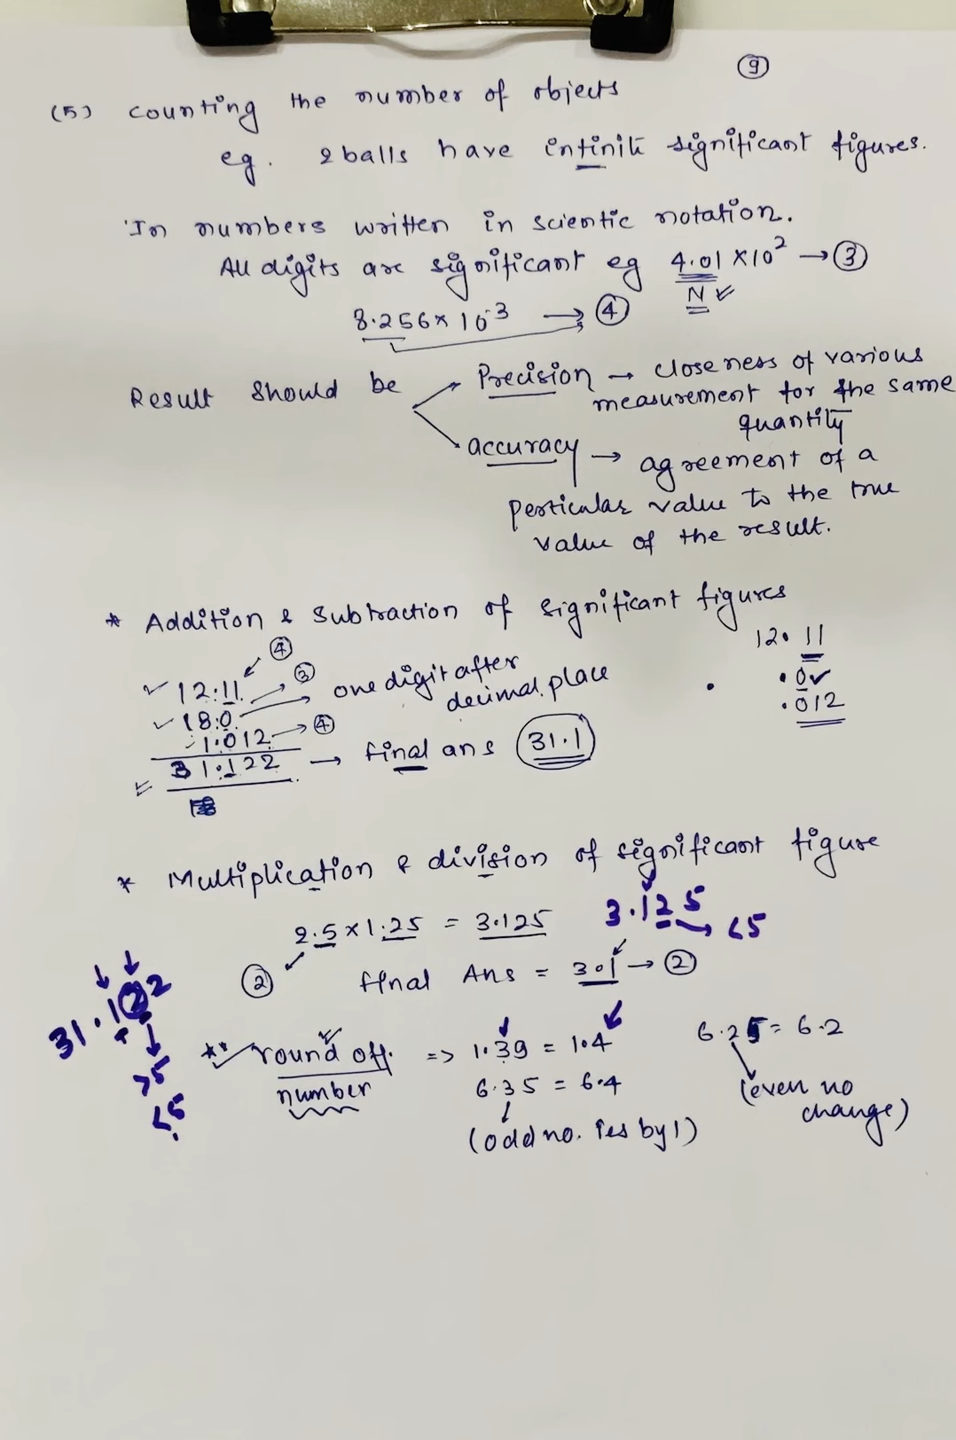 9
(5) counting the number of objects
eg. 2 balls have infinite significant figures.
In numbers written in scientic notation.
All digits are significant eg 4.01 × 10² → 3
N ✓
8.256 × 10⁻³ → 4
Result should be
Precision → closeness of various
measurement for the same
quantity
accuracy → agreement of a
perticular value to the true
value of the result.
* Addition & Subtraction of significant figures
12.11 4
18.0 3 one digit after
decimal place
1.012 → 4
31.122 → final ans 31.1
12.11
.0 ✓
.012
* Multiplication & division of significant figure
2.5 × 1.25 = 3.125
3.125 → <5
2 ✓ final Ans = 3.1 → 2
31.122
>5
<5
** round off. => 1.39 = 1.4
number
6.35 = 6.4
(odd no. ↑es by 1)
6.25 = 6.2
(even no
change)